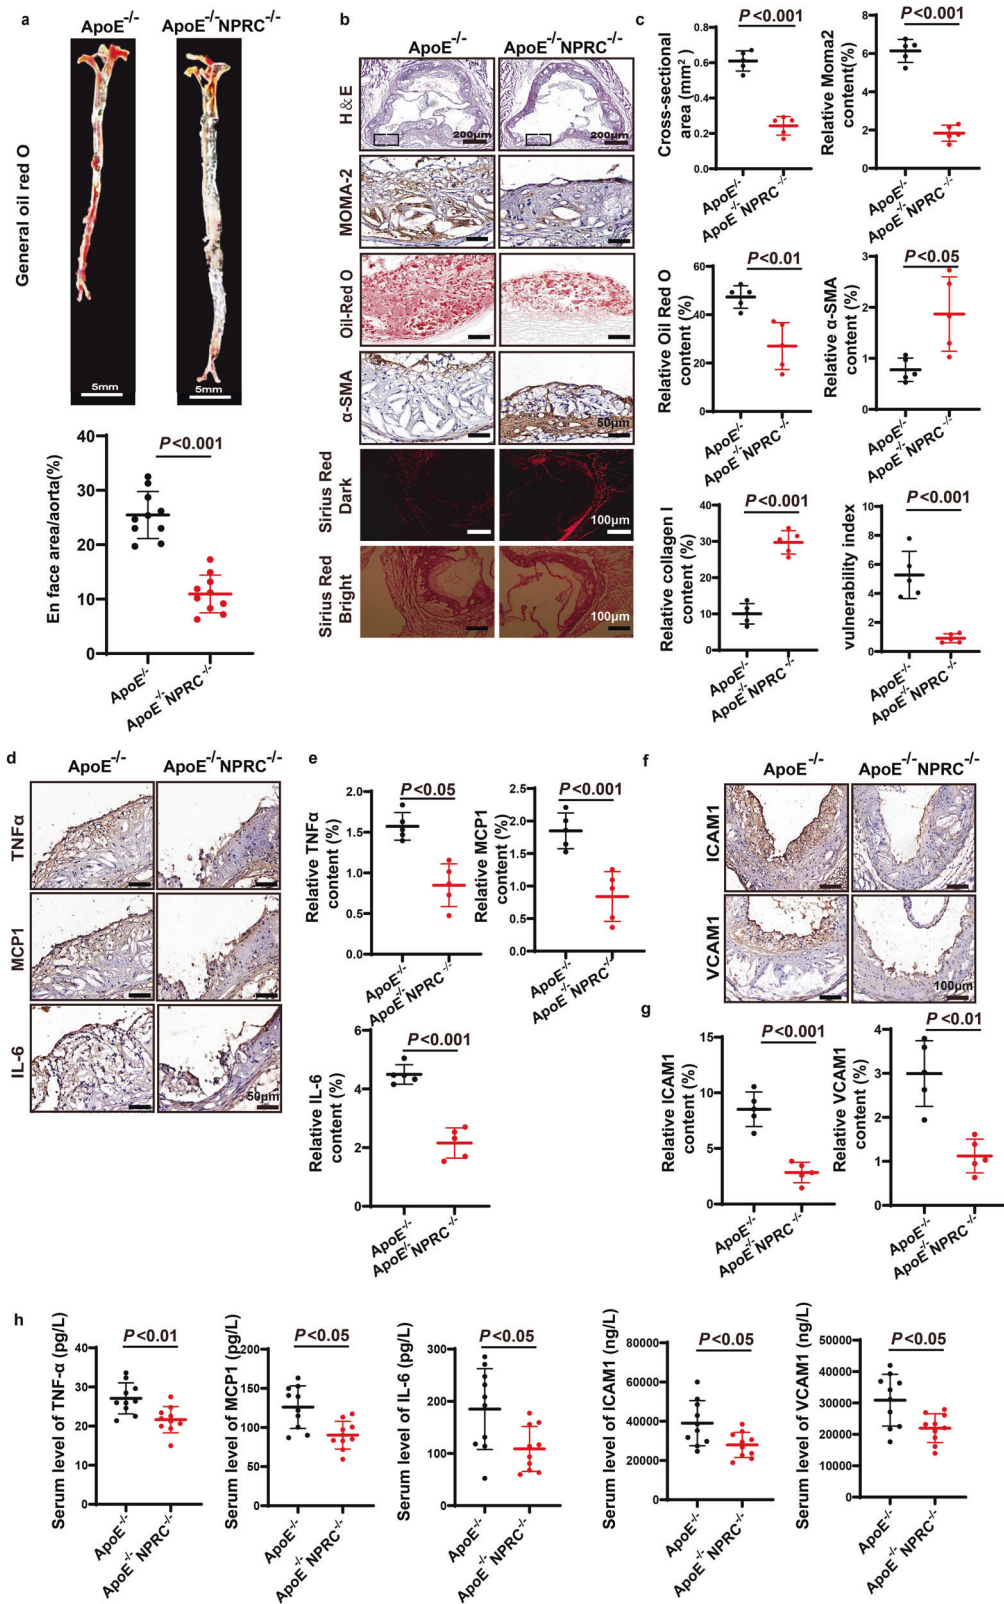 a
ApoE-/-
ApoE-/-NPRC-/-
General oil red O
5mm
5mm
En face area/aorta(%)
40
30
20
10
0
P<0.001
ApoE-/-
ApoE-/-NPRC-/-
b
ApoE-/-
ApoE-/-NPRC-/-
H&E
200μm
200μm
MOMA-2
Oil-Red O
α-SMA
50μm
Sirius Red
Dark
100μm
Sirius Red
Bright
100μm
c
Cross-sectional
area (mm2)
0.8
0.6
0.4
0.2
0.0
P<0.001
ApoE-/-
ApoE-/-NPRC-/-
Relative Moma2
content(%)
8
6
4
2
0
P<0.001
ApoE-/-
ApoE-/-NPRC-/-
Relative Oil Red O
content (%)
60
40
20
0
P<0.01
ApoE-/-
ApoE-/-NPRC-/-
Relative α-SMA
content (%)
3
2
1
0
P<0.05
ApoE-/-
ApoE-/-NPRC-/-
Relative collagen I
content (%)
40
30
20
10
0
P<0.001
ApoE-/-
ApoE-/-NPRC-/-
vulnerability index
10
8
6
4
2
0
P<0.001
ApoE-/-
ApoE-/-NPRC-/-
d
ApoE-/-
ApoE-/-NPRC-/-
TNFα
MCP1
IL-6
50μm
e
Relative TNFα
content (%)
2.0
1.5
1.0
0.5
0.0
P<0.05
ApoE-/-
ApoE-/-NPRC-/-
Relative MCP1
content (%)
2.5
2.0
1.5
1.0
0.5
0.0
P<0.001
ApoE-/-
ApoE-/-NPRC-/-
Relative IL-6
content (%)
6
4
2
0
P<0.001
ApoE-/-
ApoE-/-NPRC-/-
f
ApoE-/-
ApoE-/-NPRC-/-
ICAM1
VCAM1
100μm
g
Relative ICAM1
content (%)
15
10
5
0
P<0.001
ApoE-/-
ApoE-/-NPRC-/-
Relative VCAM1
content (%)
4
3
2
1
0
P<0.01
ApoE-/-
ApoE-/-NPRC-/-
h
Serum level of TNF-α (pg/L)
40
30
20
10
0
P<0.01
ApoE-/-
ApoE-/-NPRC-/-
Serum level of MCP1 (pg/L)
200
150
100
50
0
P<0.05
ApoE-/-
ApoE-/-NPRC-/-
Serum level of IL-6 (pg/L)
300
200
100
0
P<0.05
ApoE-/-
ApoE-/-NPRC-/-
Serum level of ICAM1 (ng/L)
80000
60000
40000
20000
0
P<0.05
ApoE-/-
ApoE-/-NPRC-/-
Serum level of VCAM1 (ng/L)
50000
40000
30000
20000
10000
0
P<0.05
ApoE-/-
ApoE-/-NPRC-/-